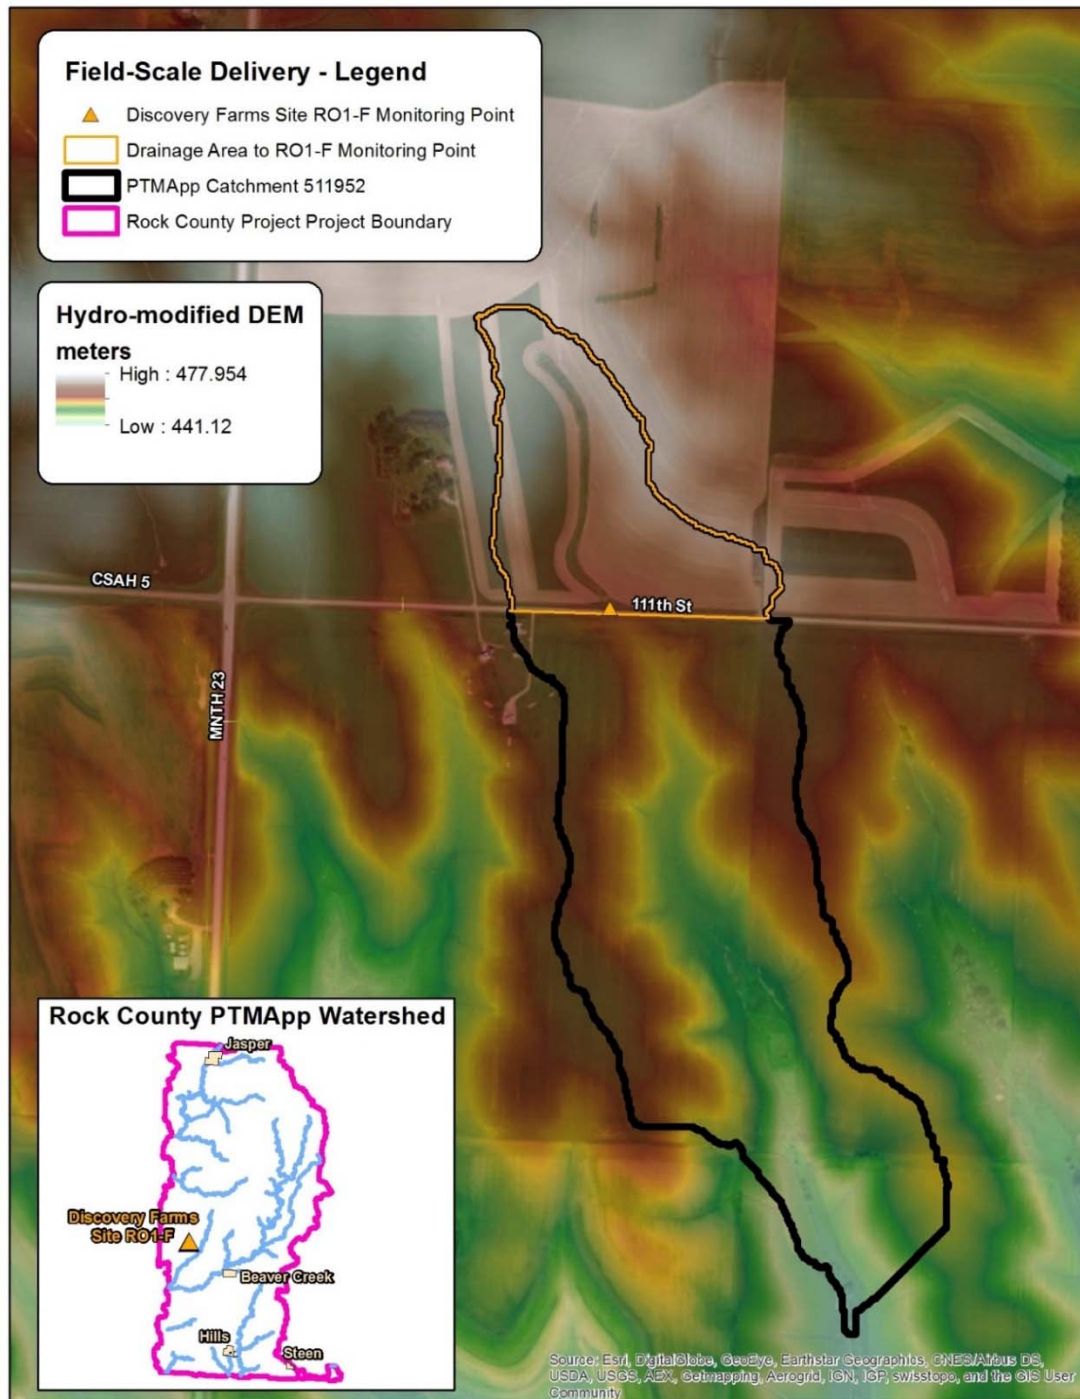 Field-Scale Delivery - Legend
Discovery Farms Site RO1-F Monitoring Point
Drainage Area to RO1-F Monitoring Point
PTMApp Catchment 511952
Rock County Project Project Boundary
Hydro-modified DEM
meters
High : 477.954
Low : 441.12
CSAH 5
111th St
MNTH 23
Rock County PTMApp Watershed
Jasper
Discovery Farms
Site RO1-F
Beaver Creek
Hills
Steen
Source: Esri, DigitalGlobe, GeoEye, Earthstar Geographics, CNES/Airbus DS,
USDA, USGS, AEX, Getmapping, Aerogrid, IGN, IGP, swisstopo, and the GIS User
Community